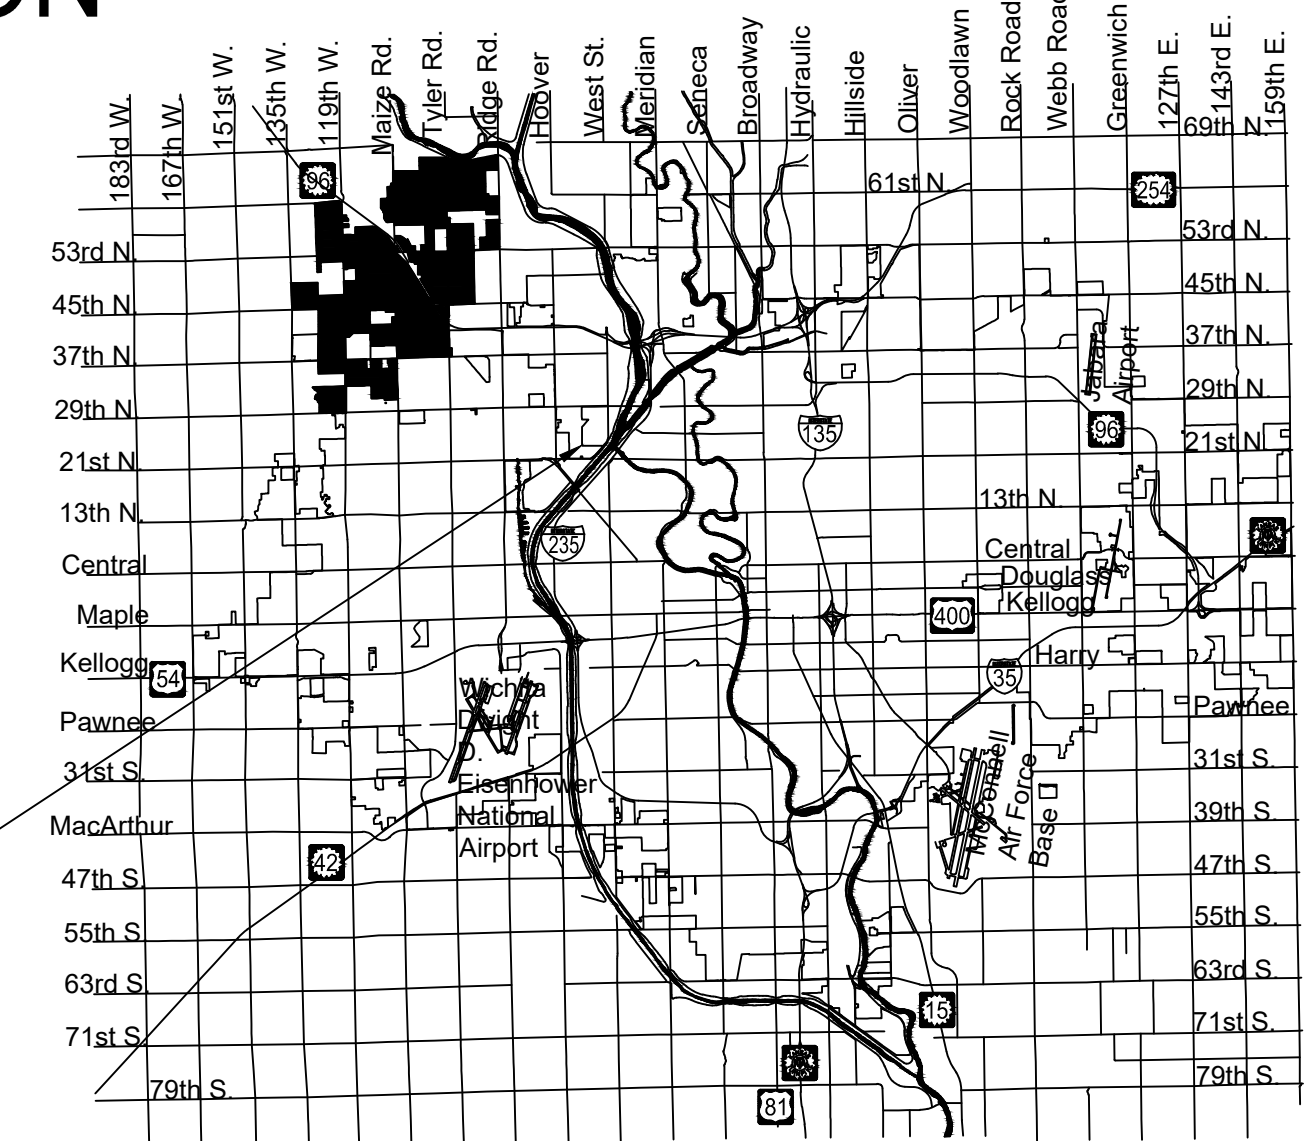 ON
183rd W.
167th W.
151st W.
135th W.
119th W.
Maize Rd.
Tyler Rd.
Ridge Rd.
Hoover
West St.
Meridian
Seneca
Broadway
Hydraulic
Hillside
Oliver
Woodlawn
Rock Road
Webb Road
Greenwich
127th E.
143rd E.
159th E.
69th N.
96
61st N.
254
53rd N.
53rd N.
45th N.
45th N.
37th N.
37th N.
Jabara
Airport
29th N.
29th N.
135
96
21st N.
21st N.
13th N.
13th N.
235
Central
Central
Douglass
Maple
Kellogg
400
Kellogg
54
Harry
35
Wichita
Dwight
D.
Eisenhower
National
Airport
Pawnee
Pawnee
31st S.
31st S.
McConnell
Air Force
Base
MacArthur
39th S.
42
47th S.
47th S.
55th S.
55th S.
63rd S.
63rd S.
15
71st S.
71st S.
79th S.
79th S.
81